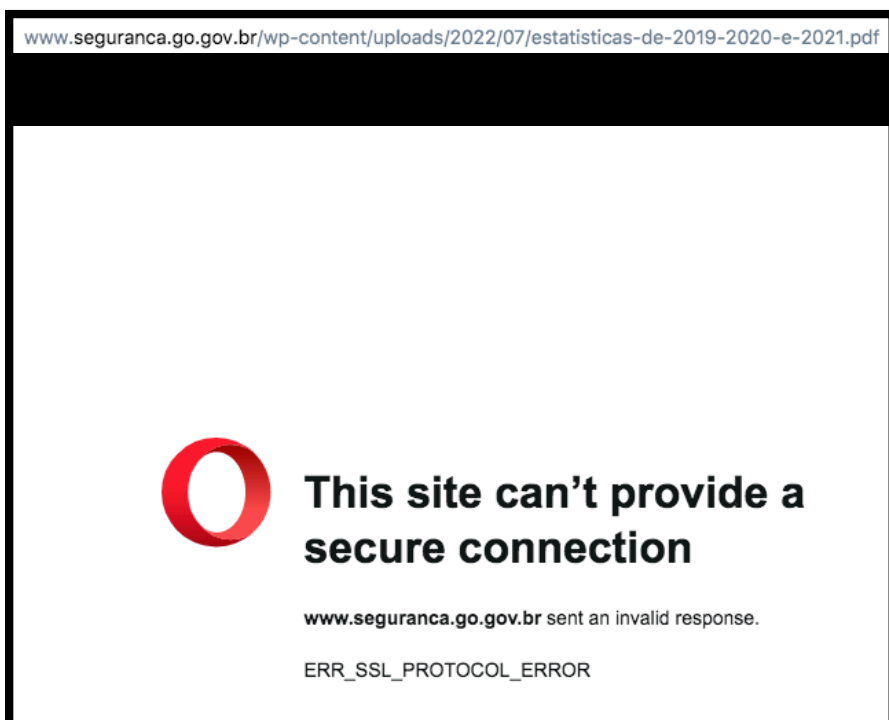 www.seguranca.go.gov.br/wp-content/uploads/2022/07/estatisticas-de-2019-2020-e-2021.pdf
This site can’t provide a
secure connection
www.seguranca.go.gov.br sent an invalid response.
ERR_SSL_PROTOCOL_ERROR